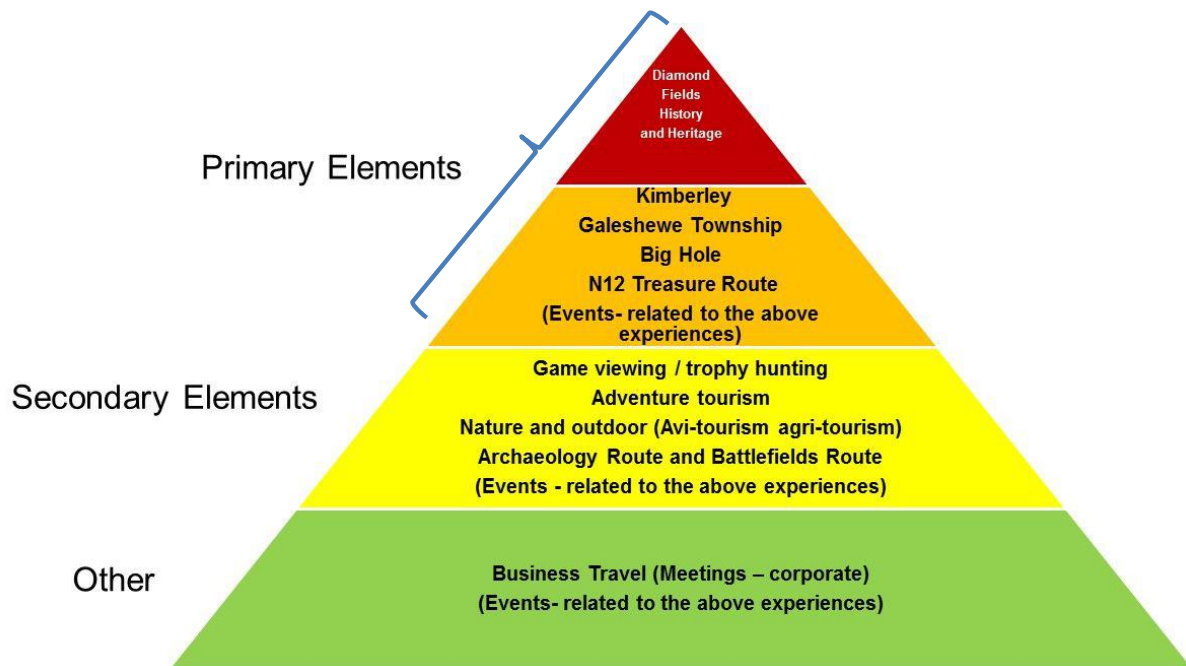 Diamond
Fields
History
and Heritage
Primary Elements
Kimberley
Galeshewe Township
Big Hole
N12 Treasure Route
(Events- related to the above
experiences)
Secondary Elements
Game viewing / trophy hunting
Adventure tourism
Nature and outdoor (Avi-tourism agri-tourism)
Archaeology Route and Battlefields Route
(Events - related to the above experiences)
Other
Business Travel (Meetings – corporate)
(Events- related to the above experiences)